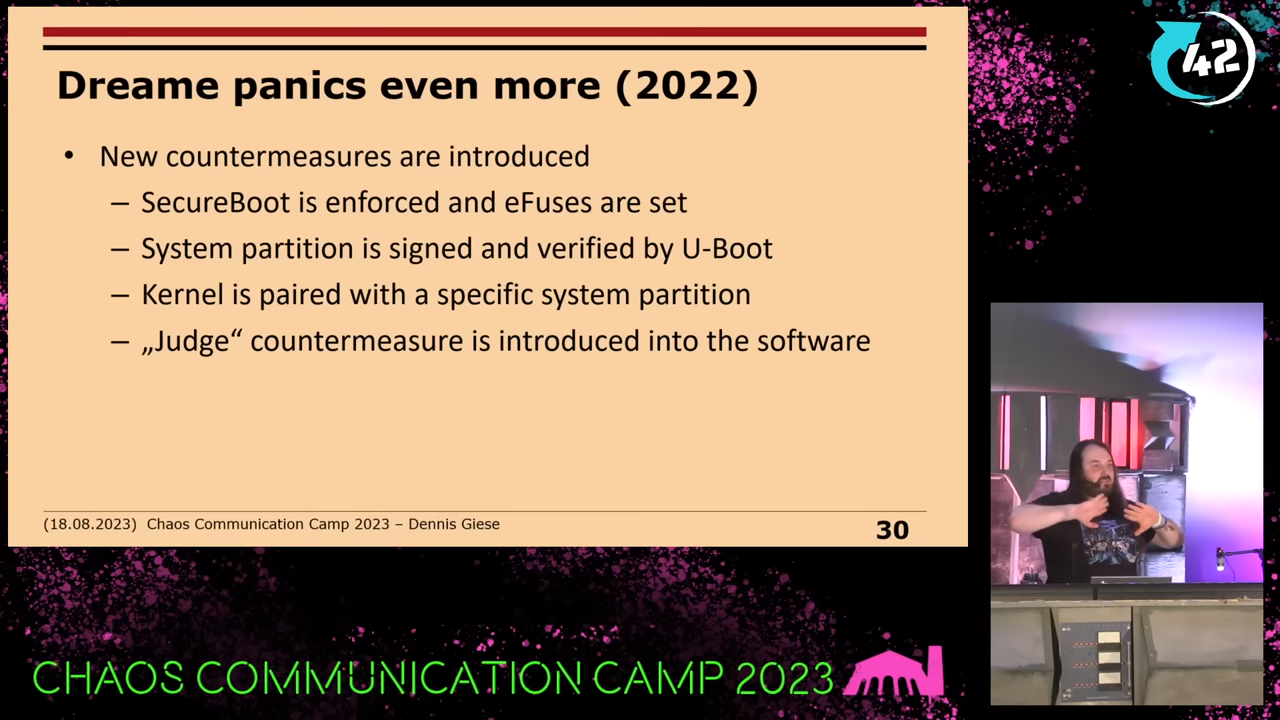 Dreame panics even more (2022)
• New countermeasures are introduced
– SecureBoot is enforced and eFuses are set
– System partition is signed and verified by U-Boot
– Kernel is paired with a specific system partition
– „Judge“ countermeasure is introduced into the software
(18.08.2023) Chaos Communication Camp 2023 – Dennis Giese
30
42
CHAOS COMMUNICATION CAMP 2023